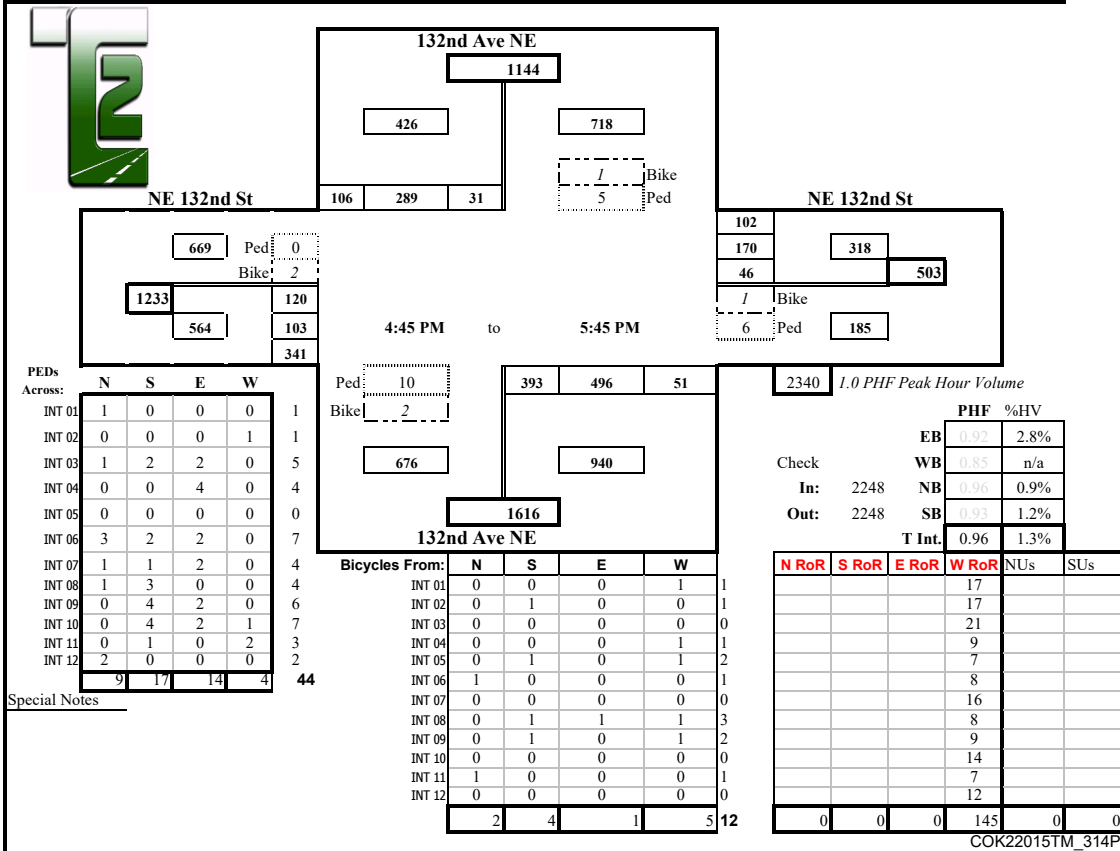 T2
132nd Ave NE
1144
426 718
1 Bike
5 Ped
NE 132nd St
106 289 31
NE 132nd St
102
669 Ped 0
170 318
Bike 2
46 503
1233 120
1 Bike
564 103
4:45 PM to 5:45 PM
6 Ped 185
341
PEDs
Across: N S E W
Ped 10
393 496 51
2340 1.0 PHF Peak Hour Volume
Bike 2
INT 01 1 0 0 0 1
INT 02 0 0 0 1 1
INT 03 1 2 2 0 5
INT 04 0 0 4 0 4
INT 05 0 0 0 0 0
INT 06 3 2 2 0 7
INT 07 1 1 2 0 4
INT 08 1 3 0 0 4
INT 09 0 4 2 0 6
INT 10 0 4 2 1 7
INT 11 0 1 0 2 3
INT 12 2 0 0 0 2
9 17 14 4 44
Special Notes
676 940
1616
132nd Ave NE
PHF %HV
EB 0.92 2.8%
Check WB 0.85 n/a
In: 2248 NB 0.96 0.9%
Out: 2248 SB 0.93 1.2%
T Int. 0.96 1.3%
Bicycles From: N S E W
INT 01 0 0 0 1 1
INT 02 0 1 0 0 1
INT 03 0 0 0 0 0
INT 04 0 0 0 1 1
INT 05 0 1 0 1 2
INT 06 1 0 0 0 1
INT 07 0 0 0 0 0
INT 08 0 1 1 1 3
INT 09 0 1 0 1 2
INT 10 0 0 0 0 0
INT 11 1 0 0 0 1
INT 12 0 0 0 0 0
2 4 1 5 12
N RoR S RoR E RoR W RoR NUs SUs
17
17
21
9
7
8
16
8
9
14
7
12
0 0 0 145 0 0
COK22015TM_314P